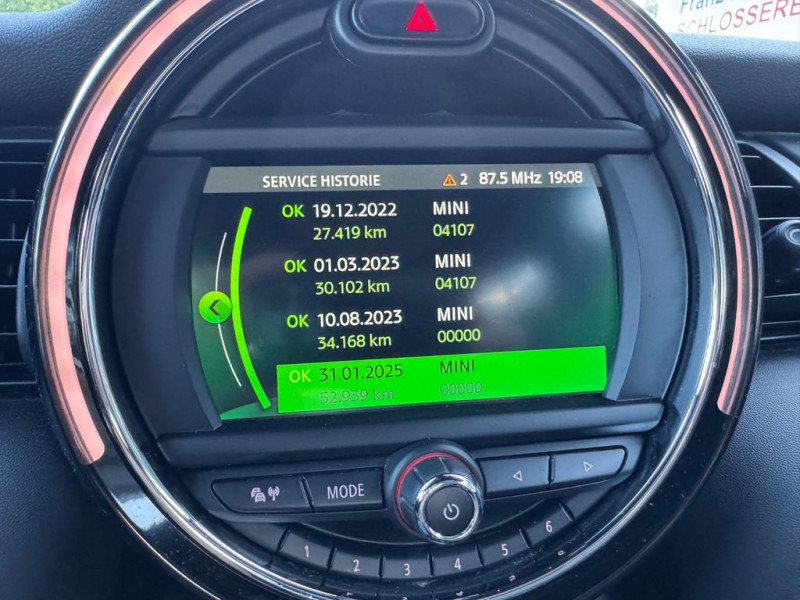 Franz
SCHLOSSERE
SERVICE HISTORIE 2 87.5 MHz 19:08
OK 19.12.2022 MINI
27.419 km 04107
OK 01.03.2023 MINI
30.102 km 04107
OK 10.08.2023 MINI
34.168 km 00000
OK 31.01.2025 MINI
52.939 km 00000
MODE
1 2 3 4 5 6